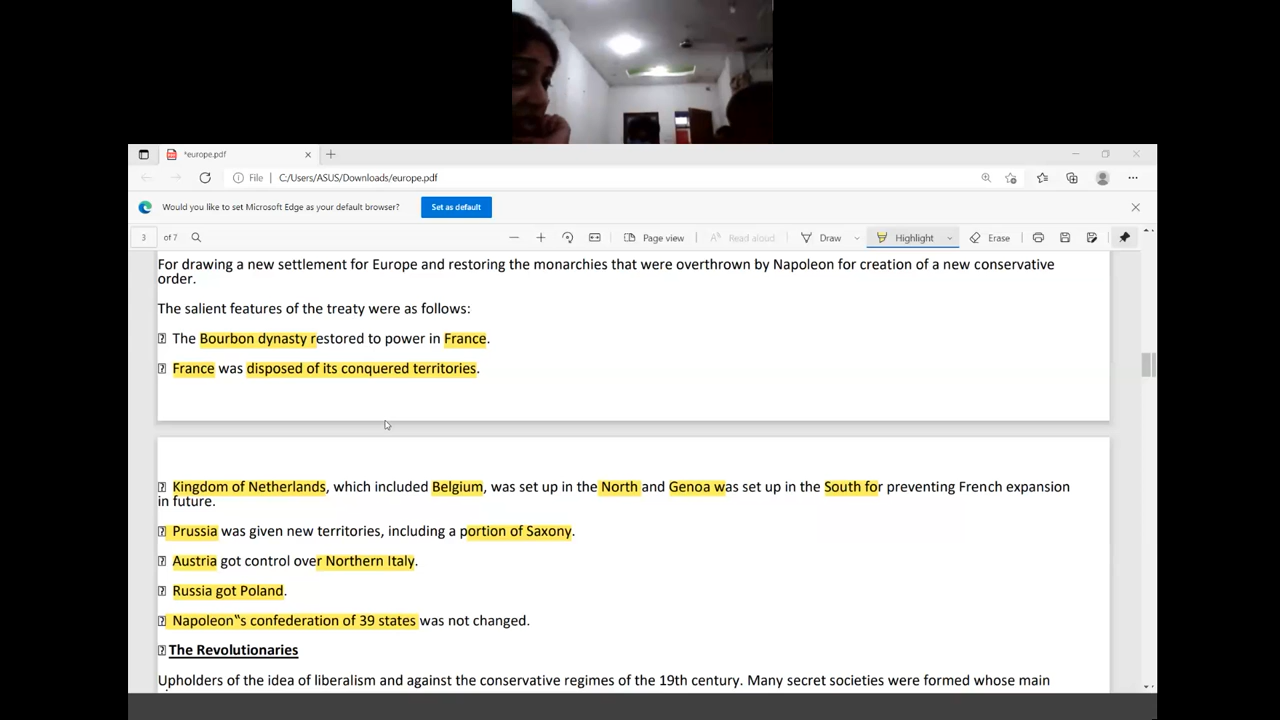 *europe.pdf
File
C:/Users/ASUS/Downloads/europe.pdf
Would you like to set Microsoft Edge as your default browser?
Set as default
3 of 7
Page view
Read aloud
Draw
Highlight
Erase
For drawing a new settlement for Europe and restoring the monarchies that were overthrown by Napoleon for creation of a new conservative
order.
The salient features of the treaty were as follows:
The Bourbon dynasty restored to power in France.
France was disposed of its conquered territories.
Kingdom of Netherlands, which included Belgium, was set up in the North and Genoa was set up in the South for preventing French expansion
in future.
Prussia was given new territories, including a portion of Saxony.
Austria got control over Northern Italy.
Russia got Poland.
Napoleon‟s confederation of 39 states was not changed.
The Revolutionaries
Upholders of the idea of liberalism and against the conservative regimes of the 19th century. Many secret societies were formed whose main